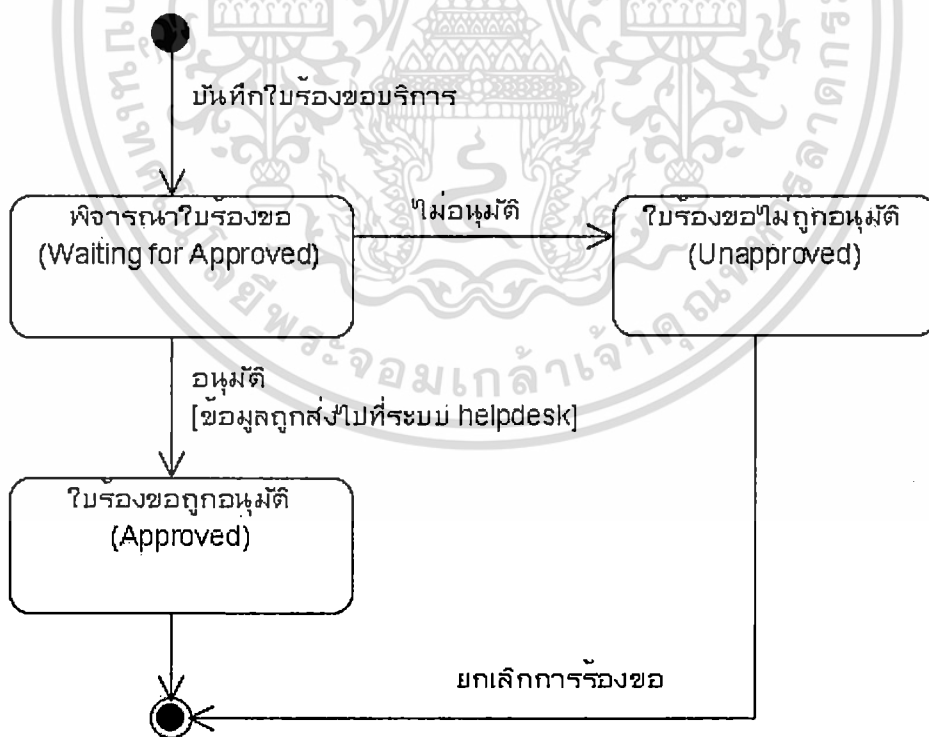 บันทึกใบร้องขอบริการ
พิจารณาใบร้องขอ
(Waiting for Approved)
ไม่อนุมัติ
ใบร้องขอไม่ถูกอนุมัติ
(Unapproved)
อนุมัติ
[ข้อมูลถูกส่งไปที่ระบบ helpdesk]
ใบร้องขอถูกอนุมัติ
(Approved)
ยกเลิกการร้องขอ